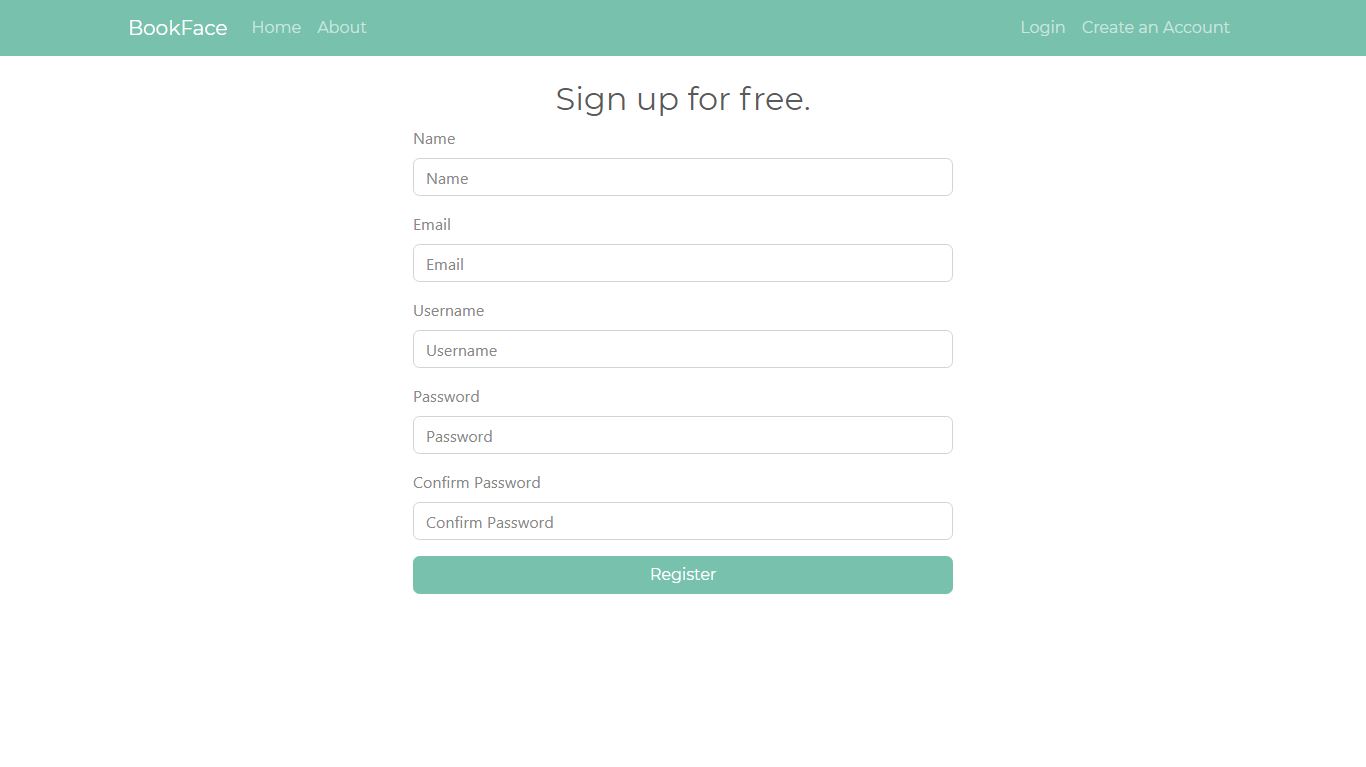 BookFace Home About Login Create an Account
Sign up for free.
Name
Name
Email
Email
Username
Username
Password
Password
Confirm Password
Confirm Password
Register